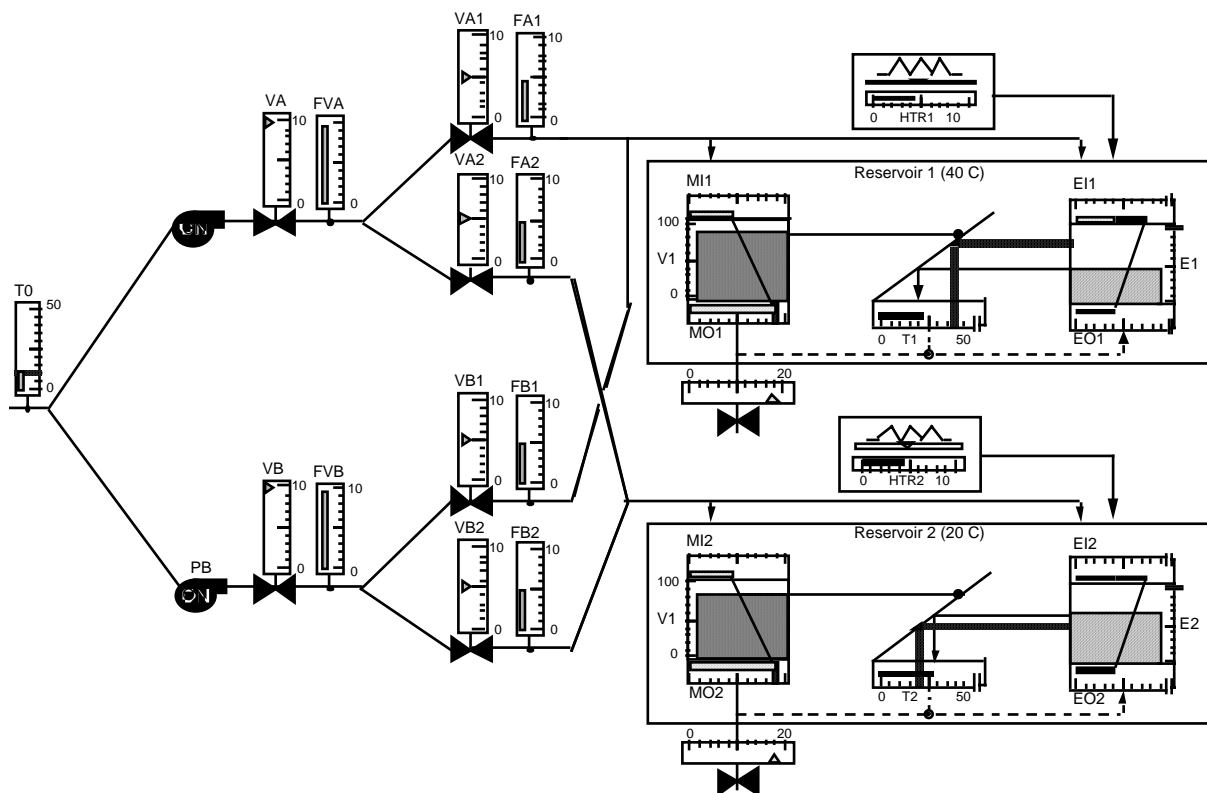 VA1
FA1
10
10
0
0
VA
FVA
10
10
0
0
VA2
FA2
10
10
0
0
ON
T0
50
0
VB1
FB1
10
10
0
0
VB
FVB
10
10
0
0
VB2
FB2
10
10
0
0
PB
ON
0 HTR1 10
Reservoir 1 (40 C)
MI1
EI1
100
V1
0
E1
MO1
0 T1 50
EO1
0 20
0 HTR2 10
Reservoir 2 (20 C)
MI2
EI2
100
V1
0
E2
MO2
0 T2 50
EO2
0 20